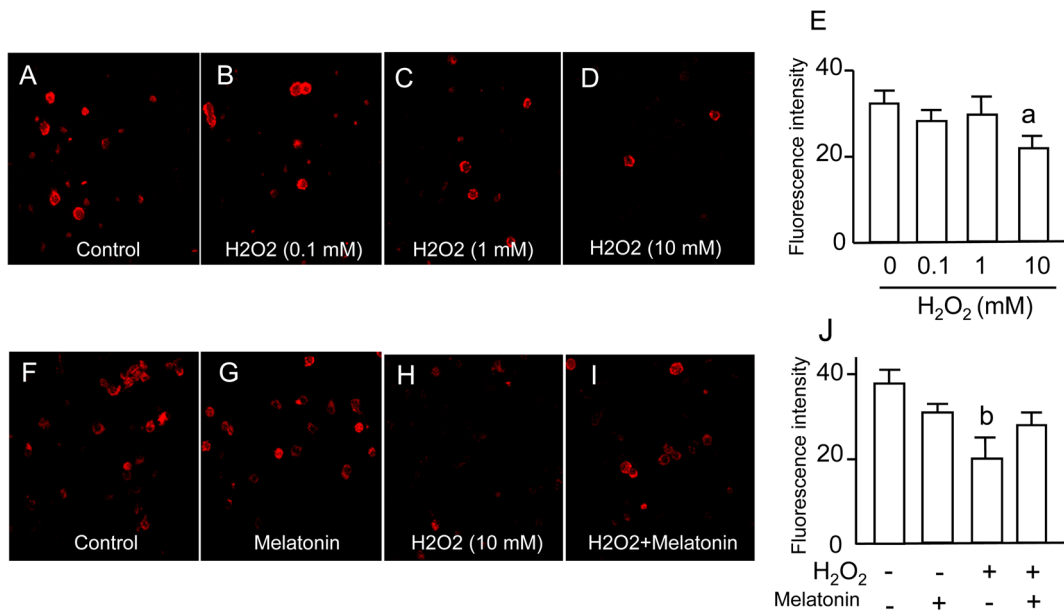 A
B
C
D
Control
H2O2 (0.1 mM)
H2O2 (1 mM)
H2O2 (10 mM)
E
Fluorescence intensity
40
20
0
a
0 0.1 1 10
H₂O₂ (mM)
F
G
H
I
Control
Melatonin
H2O2 (10 mM)
H2O2+Melatonin
J
Fluorescence intensity
40
20
0
b
H₂O₂ - - + +
Melatonin - + - +